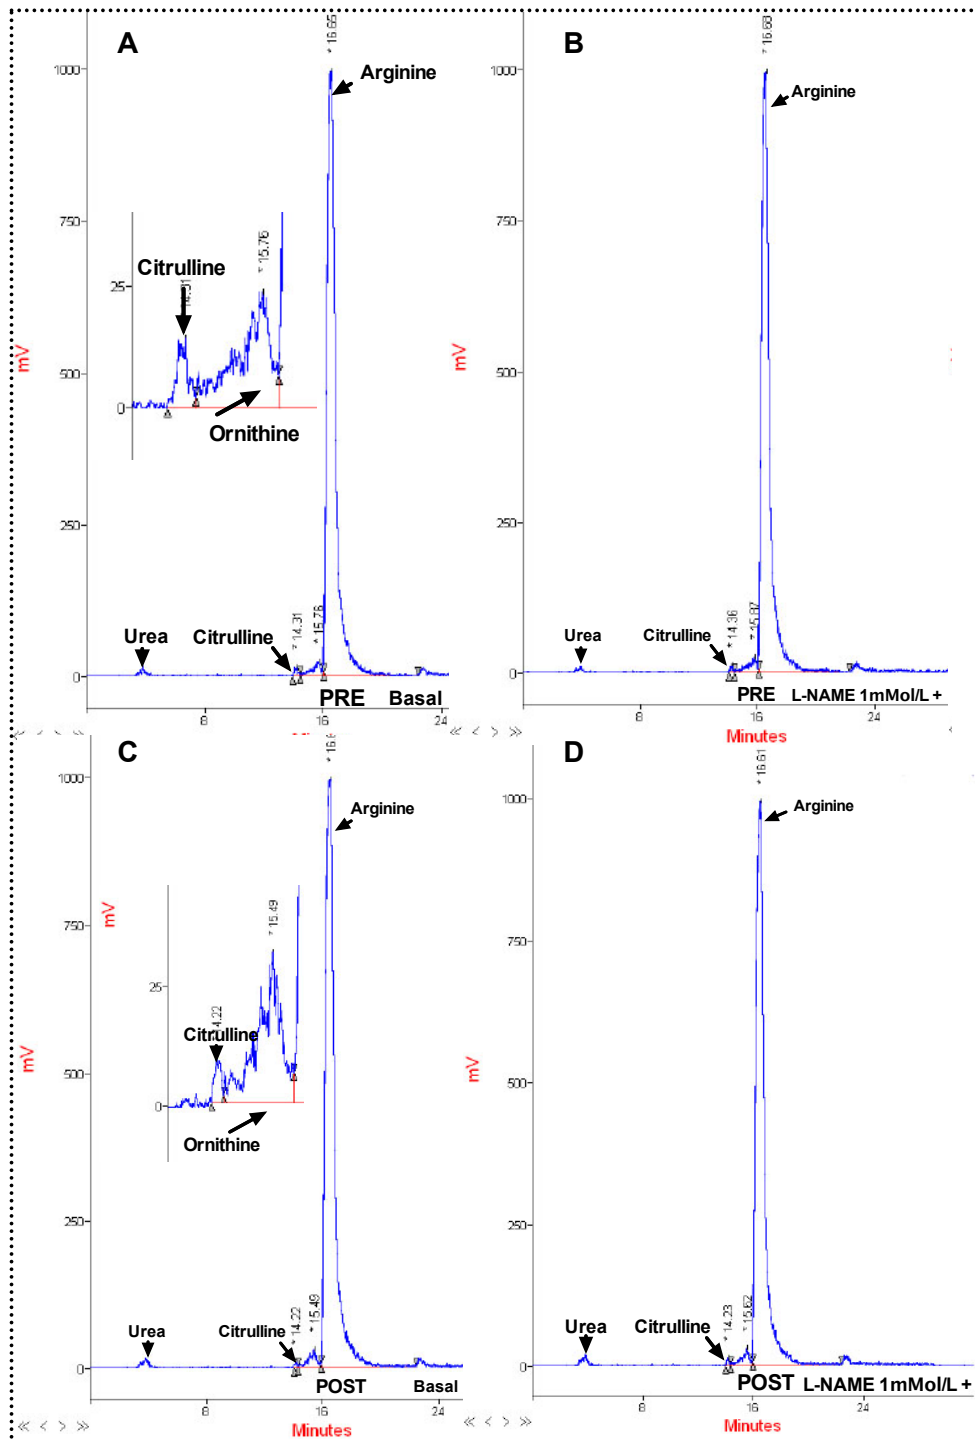 A
* 16.65
1000
Arginine
750
Citrulline
14.31
* 15.76
25
0
Ornithine
mV
500
250
Urea
Citrulline
* 14.31
* 15.76
0
PRE Basal
8
16
24
B
* 16.68
1000
Arginine
750
mV
500
250
Urea
Citrulline
* 14.36
* 15.87
0
PRE L-NAME 1mMol/L +
8
16
24
Minutes
C
1000
Arginine
mV
750
* 15.49
25
14.22
Citrulline
0
Ornithine
mV
500
250
Urea
Citrulline
* 14.22
* 15.49
0
POST Basal
8
16
24
Minutes
D
* 16.61
1000
Arginine
750
mV
500
250
Urea
Citrulline
* 14.23
* 15.62
0
POST L-NAME 1mMol/L +
8
16
24
Minutes